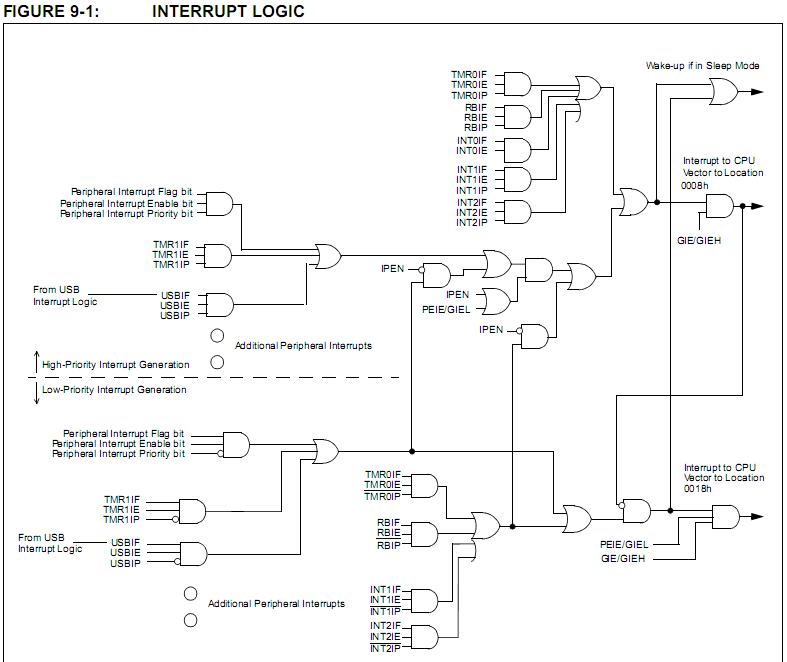 FIGURE 9-1: INTERRUPT LOGIC
Wake-up if in Sleep Mode
TMR0IF
TMR0IE
TMR0IP
RBIF
RBIE
RBIP
INT0IF
INT0IE
INT1IF
INT1IE
INT1IP
INT2IF
INT2IE
INT2IP
Interrupt to CPU
Vector to Location
0008h
GIE/GIEH
Peripheral Interrupt Flag bit
Peripheral Interrupt Enable bit
Peripheral Interrupt Priority bit
TMR1IF
TMR1IE
TMR1IP
From USB
Interrupt Logic
USBIF
USBIE
USBIP
IPEN
IPEN
PEIE/GIEL
IPEN
Additional Peripheral Interrupts
High-Priority Interrupt Generation
Low-Priority Interrupt Generation
Peripheral Interrupt Flag bit
Peripheral Interrupt Enable bit
Peripheral Interrupt Priority bit
TMR1IF
TMR1IE
TMR1IP
From USB
Interrupt Logic
USBIF
USBIE
USBIP
Additional Peripheral Interrupts
TMR0IF
TMR0IE
TMR0IP
RBIF
RBIE
RBIP
INT1IF
INT1IE
INT1IP
INT2IF
INT2IE
INT2IP
Interrupt to CPU
Vector to Location
0018h
PEIE/GIEL
GIE/GIEH